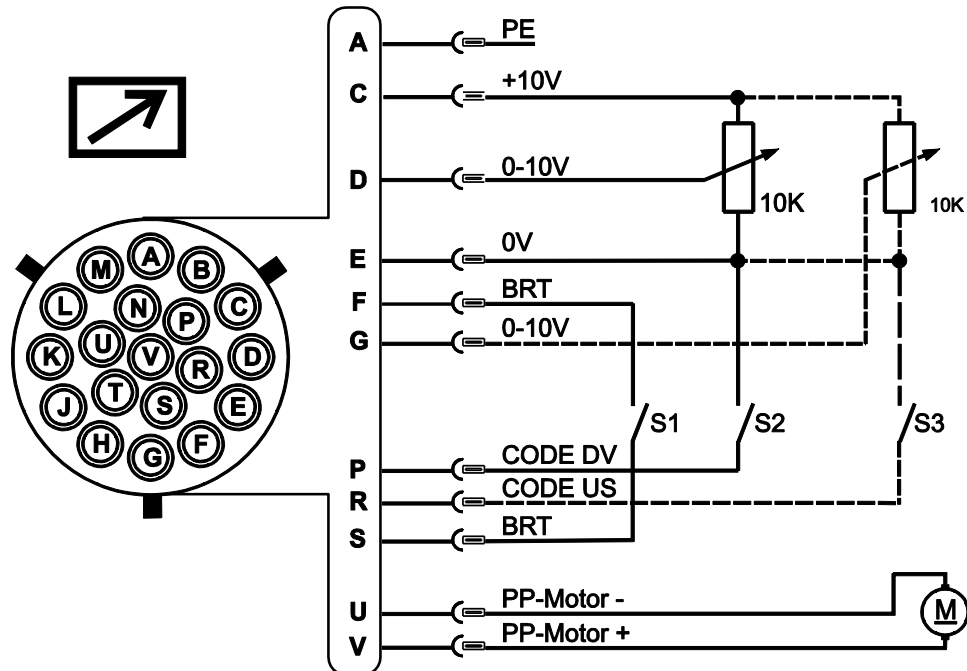 A PE
C +10V
D 0-10V
10K
10K
E 0V
F BRT
G 0-10V
S1
S2
S3
P CODE DV
R CODE US
S BRT
U PP-Motor -
V PP-Motor +
M
A
M B
L N P C
K U V R D
T
J S E
H F
G